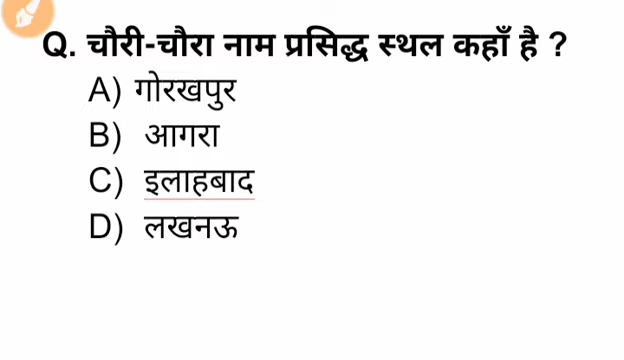 Q. चौरी-चौरा नाम प्रसिद्ध स्थल कहाँ है ?
A) गोरखपुर
B) आगरा
C) इलाहबाद
D) लखनऊ